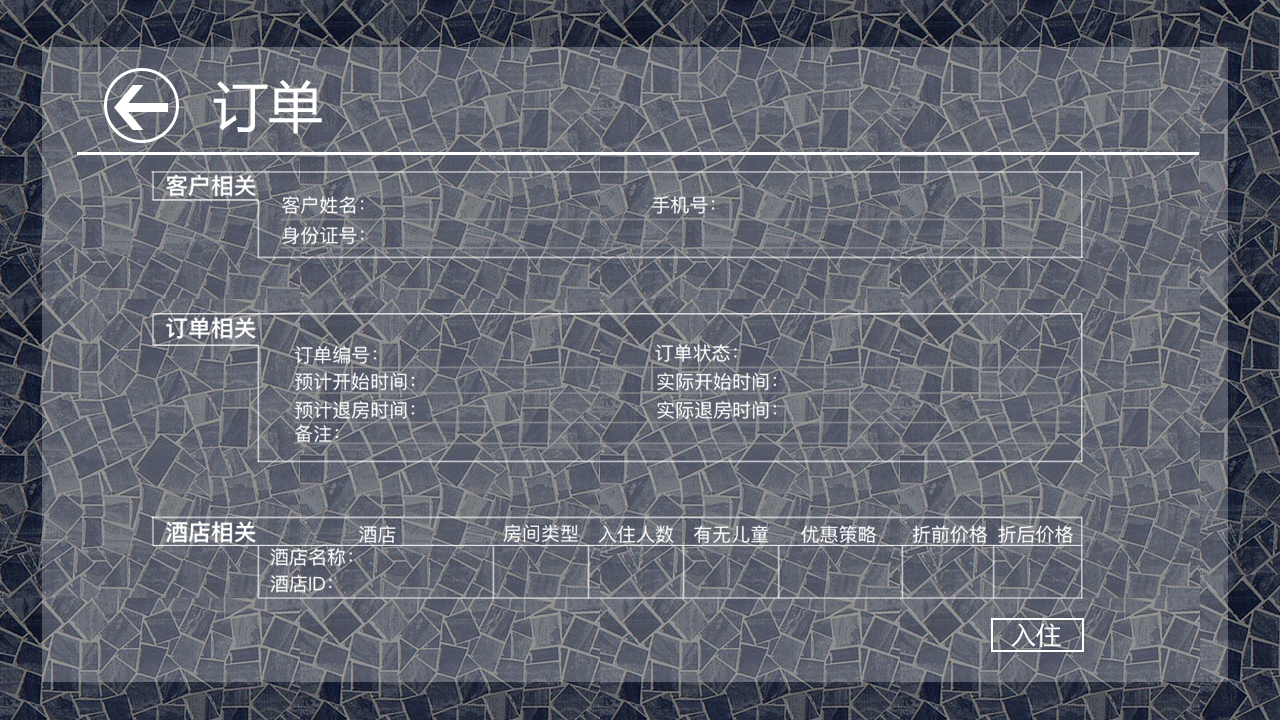 订单
客户相关
客户姓名： 手机号：
身份证号：
订单相关
订单编号： 订单状态：
预计开始时间： 实际开始时间：
预计退房时间： 实际退房时间：
备注：
酒店相关 酒店 房间类型 入住人数 有无儿童 优惠策略 折前价格 折后价格
酒店名称：
酒店ID：
入住